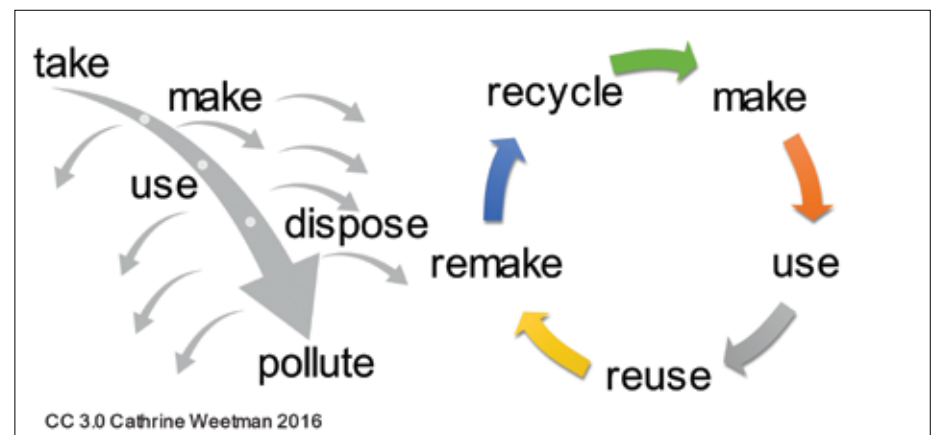 take
make
use
dispose
pollute
recycle
make
use
reuse
remake
CC 3.0 Cathrine Weetman 2016